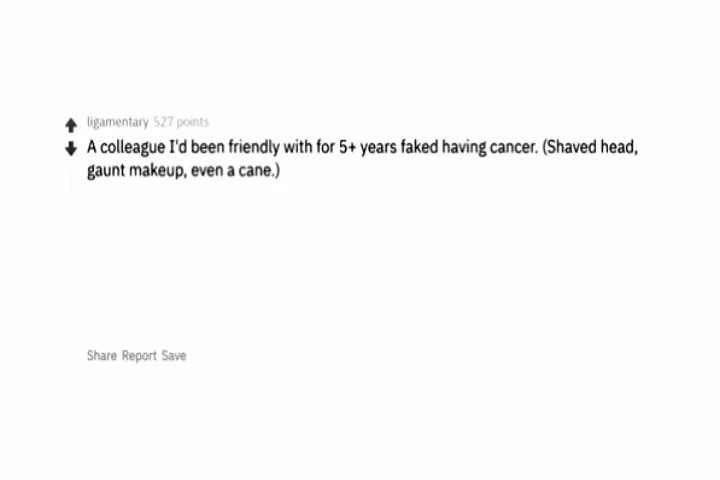 ligamentary 527 points
A colleague I'd been friendly with for 5+ years faked having cancer. (Shaved head,
gaunt makeup, even a cane.)
Share Report Save